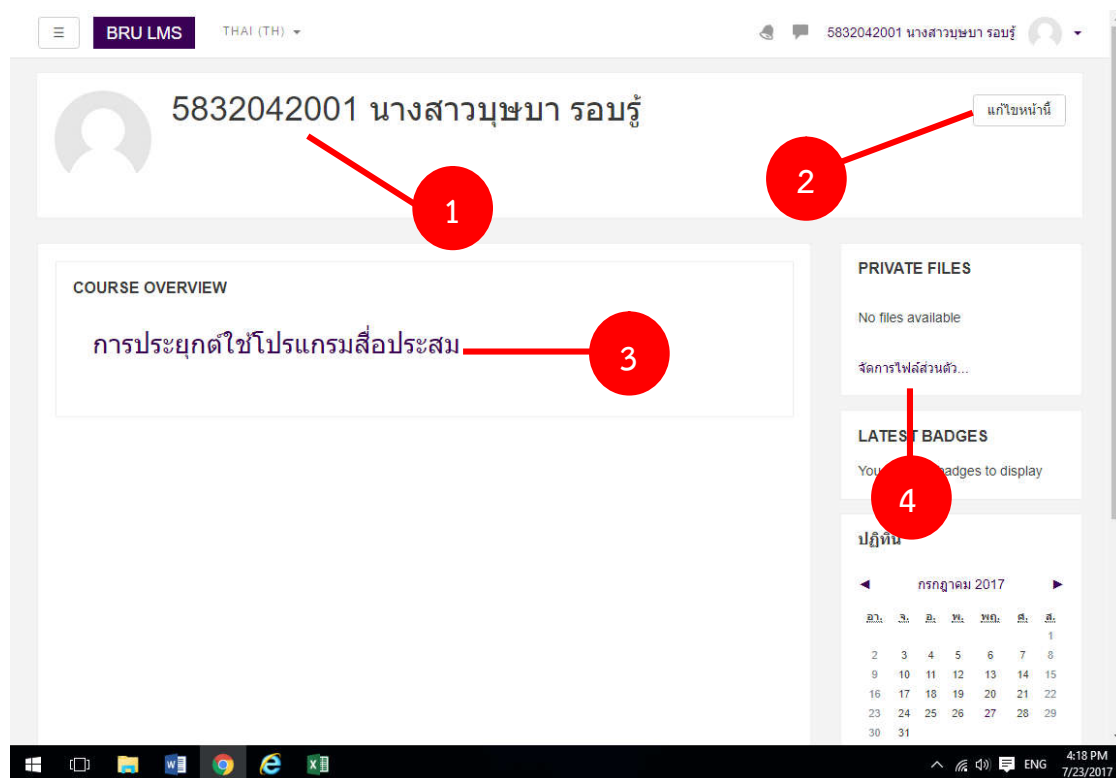 ☰ BRU LMS THAI (TH)
5832042001 นางสาวบุษบา รอบรู้
5832042001 นางสาวบุษบา รอบรู้
แก้ไขหน้านี้
1
2
COURSE OVERVIEW
การประยุกต์ใช้โปรแกรมสื่อประสม
3
PRIVATE FILES
No files available
จัดการไฟล์ส่วนตัว...
LATEST BADGES
You badges to display
4
ปฏิทิน
◄ กรกฎาคม 2017 ►
อา. จ. อ. พ. พฤ. ศ. ส.
1
2 3 4 5 6 7 8
9 10 11 12 13 14 15
16 17 18 19 20 21 22
23 24 25 26 27 28 29
30 31
ENG
4:18 PM
7/23/2017